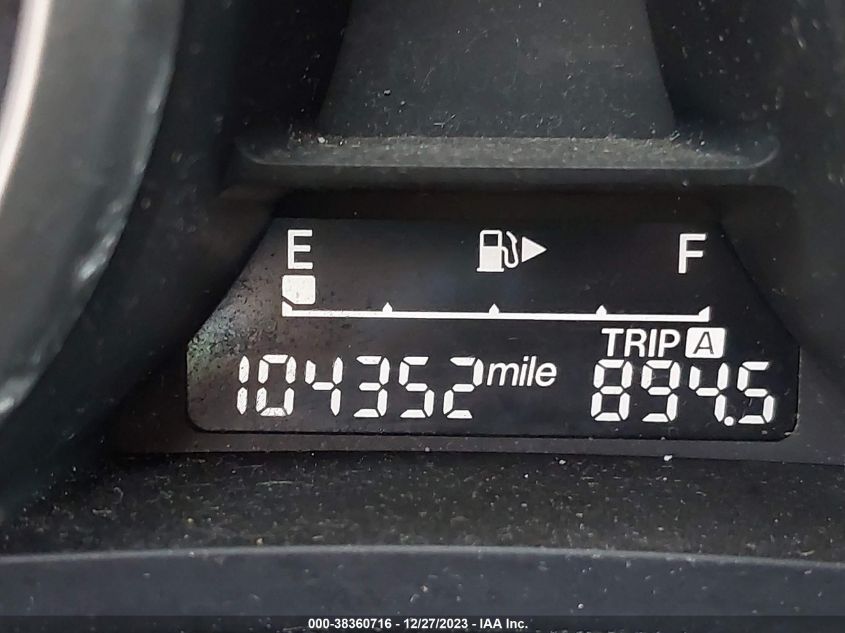 E F
TRIP A
104352 mile 894.5
000-38360716 - 12/27/2023 - IAA Inc.